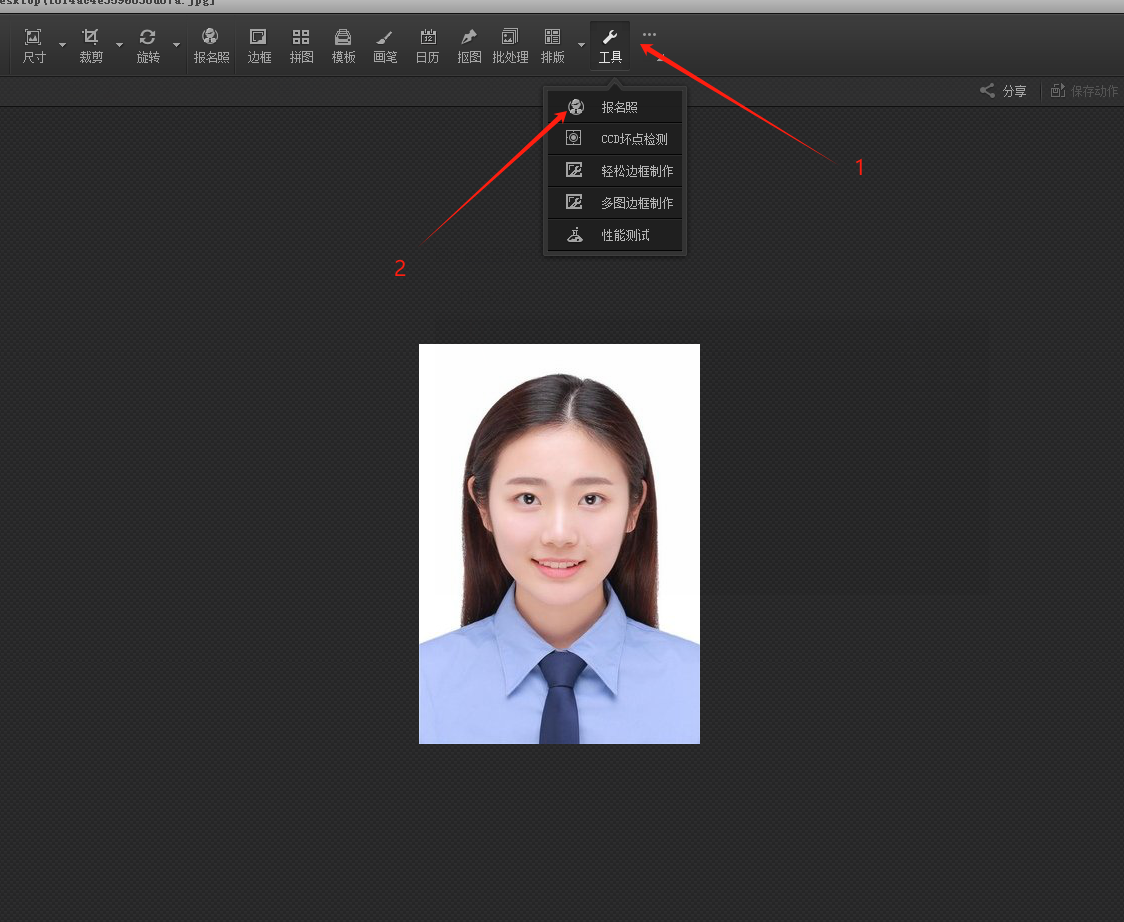 尺寸 裁剪 旋转 报名照 边框 拼图 模板 画笔 日历 抠图 批处理 排版 工具 ...
12
分享 保存动作
报名照
CCD坏点检测
轻松边框制作
多图边框制作
性能测试
1
2